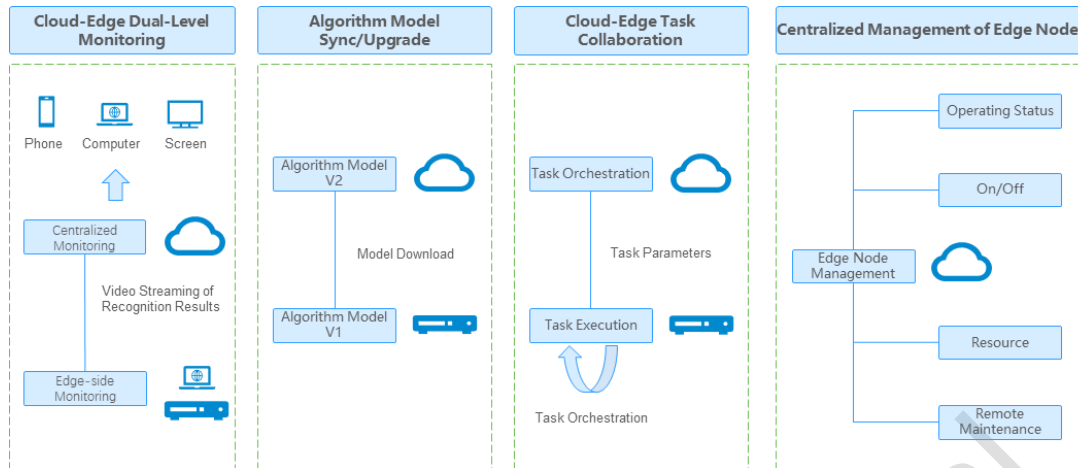 Cloud-Edge Dual-Level
Monitoring
Phone
Computer
Screen
Centralized
Monitoring
Video Streaming of
Recognition Results
Edge-side
Monitoring
Algorithm Model
Sync/Upgrade
Algorithm Model
V2
Model Download
Algorithm Model
V1
Cloud-Edge Task
Collaboration
Task Orchestration
Task Parameters
Task Execution
Task Orchestration
Centralized Management of Edge Node
Operating Status
On/Off
Edge Node
Management
Resource
Remote
Maintenance